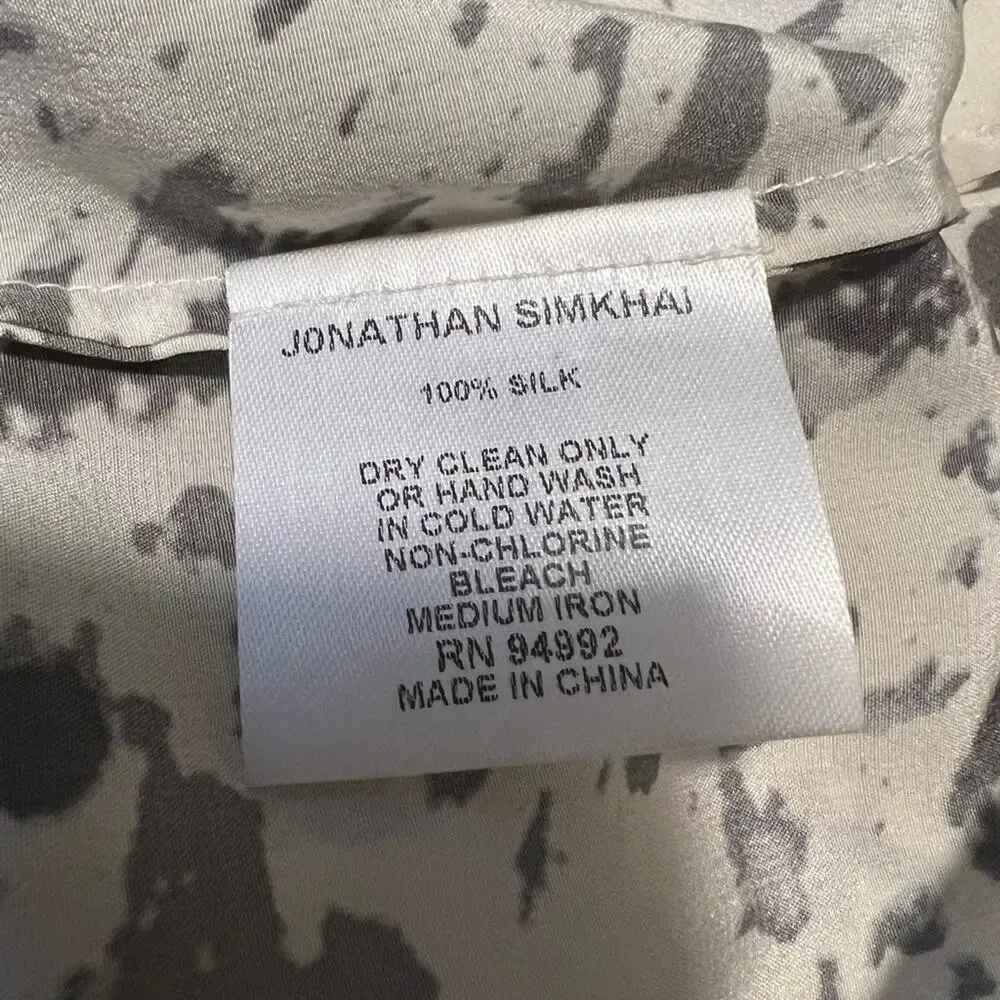 JONATHAN SIMKHAI
100% SILK
DRY CLEAN ONLY
OR HAND WASH
IN COLD WATER
NON-CHLORINE
BLEACH
MEDIUM IRON
RN 94992
MADE IN CHINA